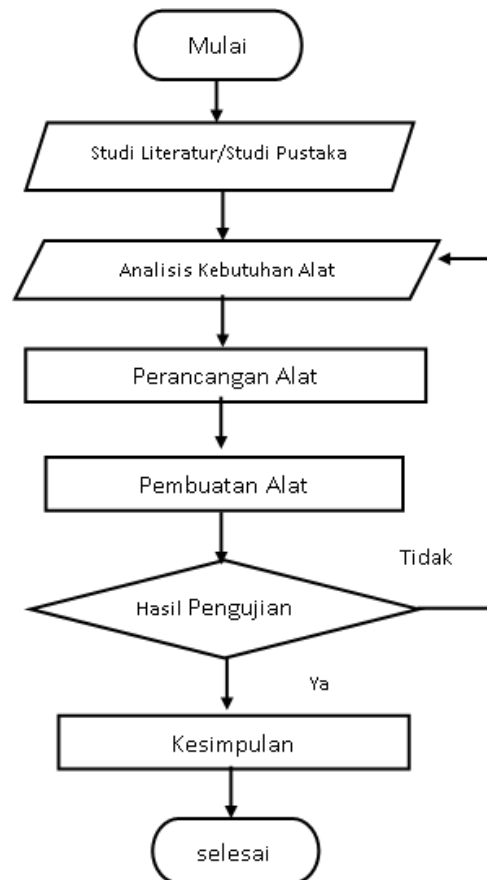 Mulai
Studi Literatur/Studi Pustaka
Analisis Kebutuhan Alat
Perancangan Alat
Pembuatan Alat
Tidak
Hasil Pengujian
Ya
Kesimpulan
selesai